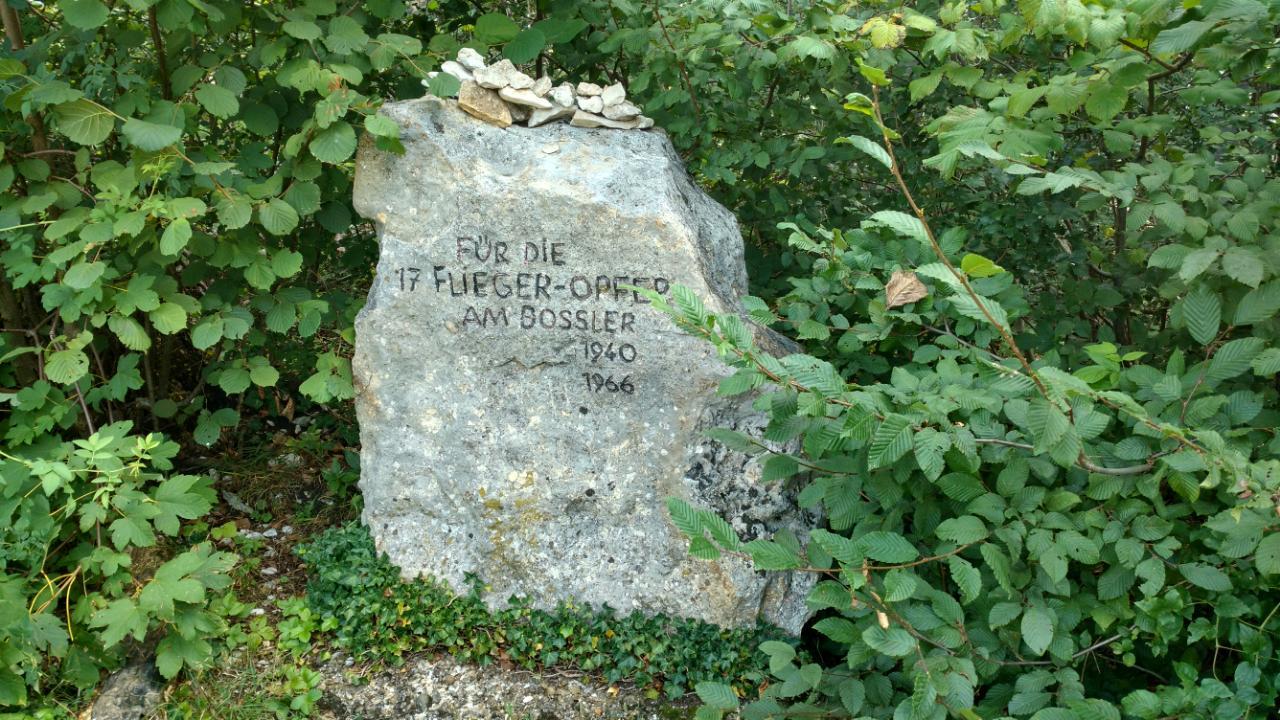 FÜR DIE
17 FLIEGER-OPFER
AM BOSSLER
1940
1966